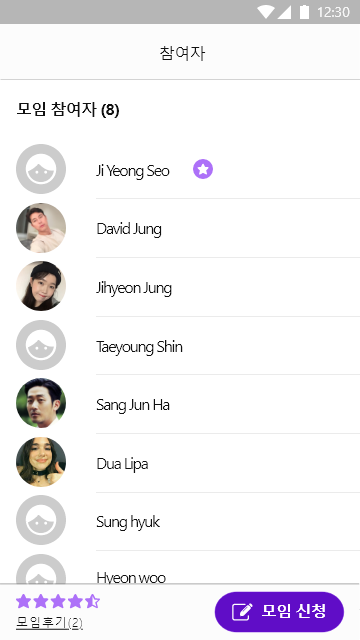 12:30
참여자
모임 참여자 (8)
Ji Yeong Seo
David Jung
Jihyeon Jung
Taeyoung Shin
Sang Jun Ha
Dua Lipa
Sung hyuk
Hyeon woo
모임후기(2)
모임 신청